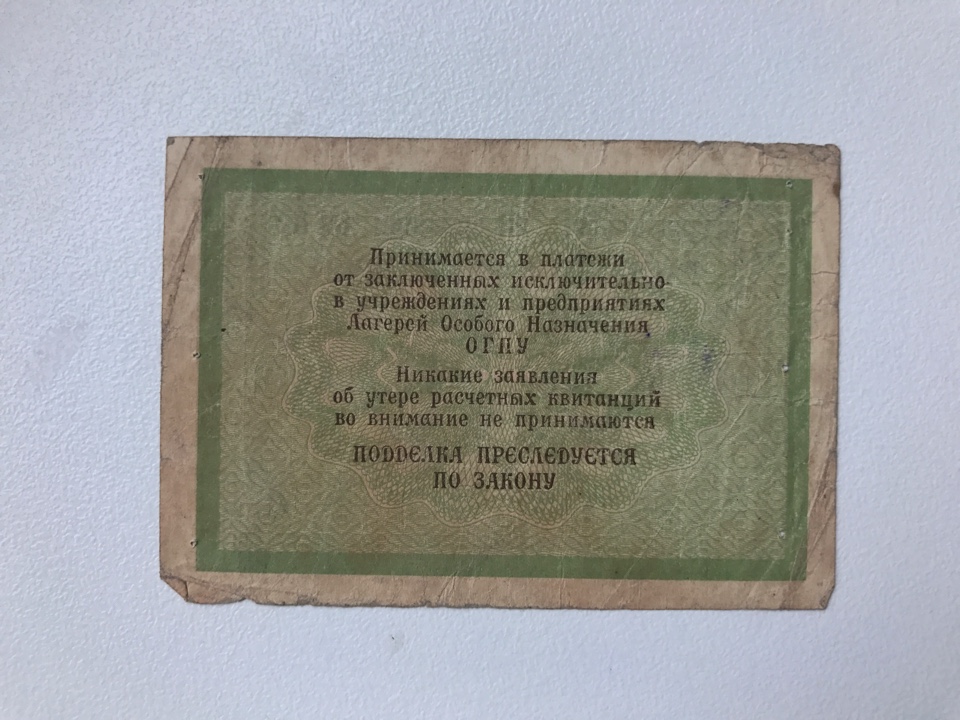 Принимается в платежи
от заключенных исключительно
в учреждениях и предприятиях
Лагерей Особого Назначения
ОГПУ
Никакие заявления
об утере расчетных квитанций
во внимание не принимаются
ПОДДЕЛКА ПРЕСЛЕДУЕТСЯ
ПО ЗАКОНУ